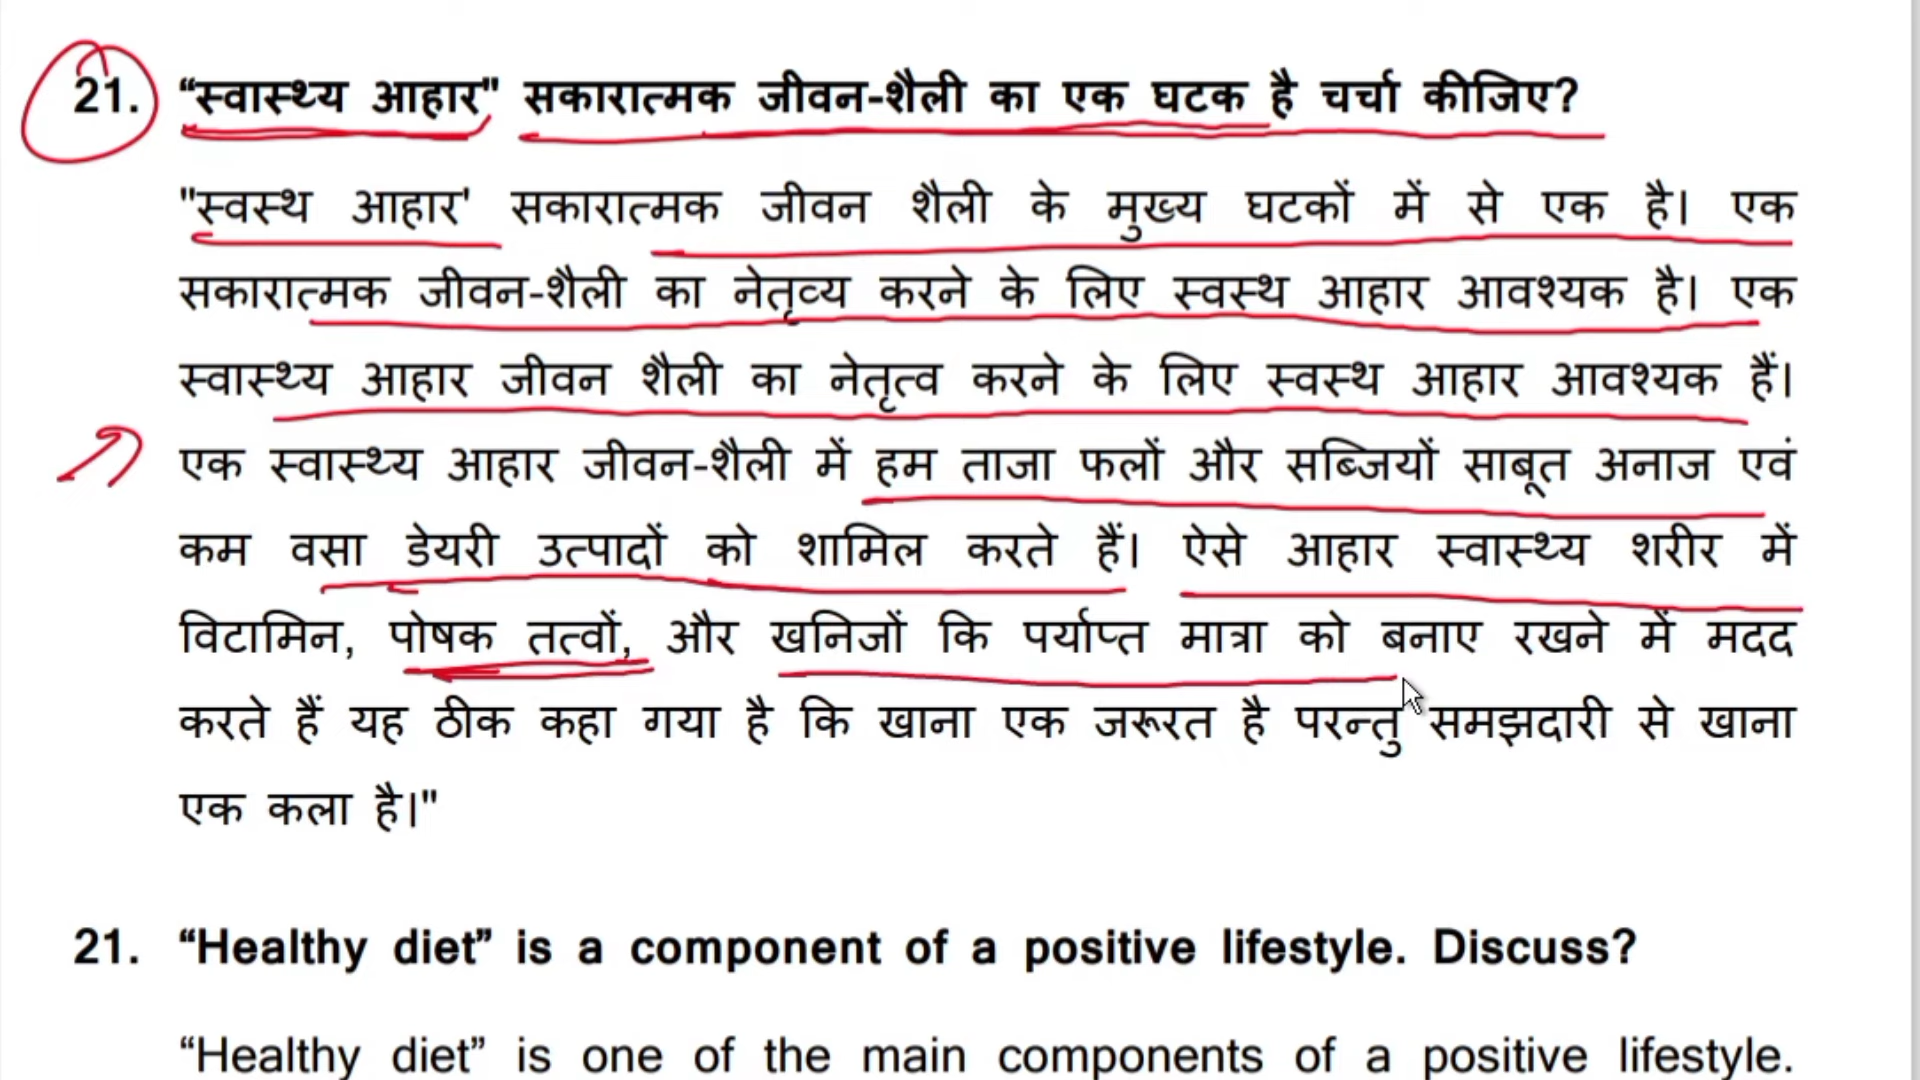 21. “स्वास्थ्य आहार" सकारात्मक जीवन-शैली का एक घटक है चर्चा कीजिए?
"स्वस्थ आहार' सकारात्मक जीवन शैली के मुख्य घटकों में से एक है। एक
सकारात्मक जीवन-शैली का नेतृव्य करने के लिए स्वस्थ आहार आवश्यक है। एक
स्वास्थ्य आहार जीवन शैली का नेतृत्व करने के लिए स्वस्थ आहार आवश्यक हैं।
एक स्वास्थ्य आहार जीवन-शैली में हम ताजा फलों और सब्जियों साबूत अनाज एवं
कम वसा डेयरी उत्पादों को शामिल करते हैं। ऐसे आहार स्वास्थ्य शरीर में
विटामिन, पोषक तत्वों, और खनिजों कि पर्याप्त मात्रा को बनाए रखने में मदद
करते हैं यह ठीक कहा गया है कि खाना एक जरूरत है परन्तु समझदारी से खाना
एक कला है।"
21. “Healthy diet” is a component of a positive lifestyle. Discuss?
“Healthy diet” is one of the main components of a positive lifestyle.